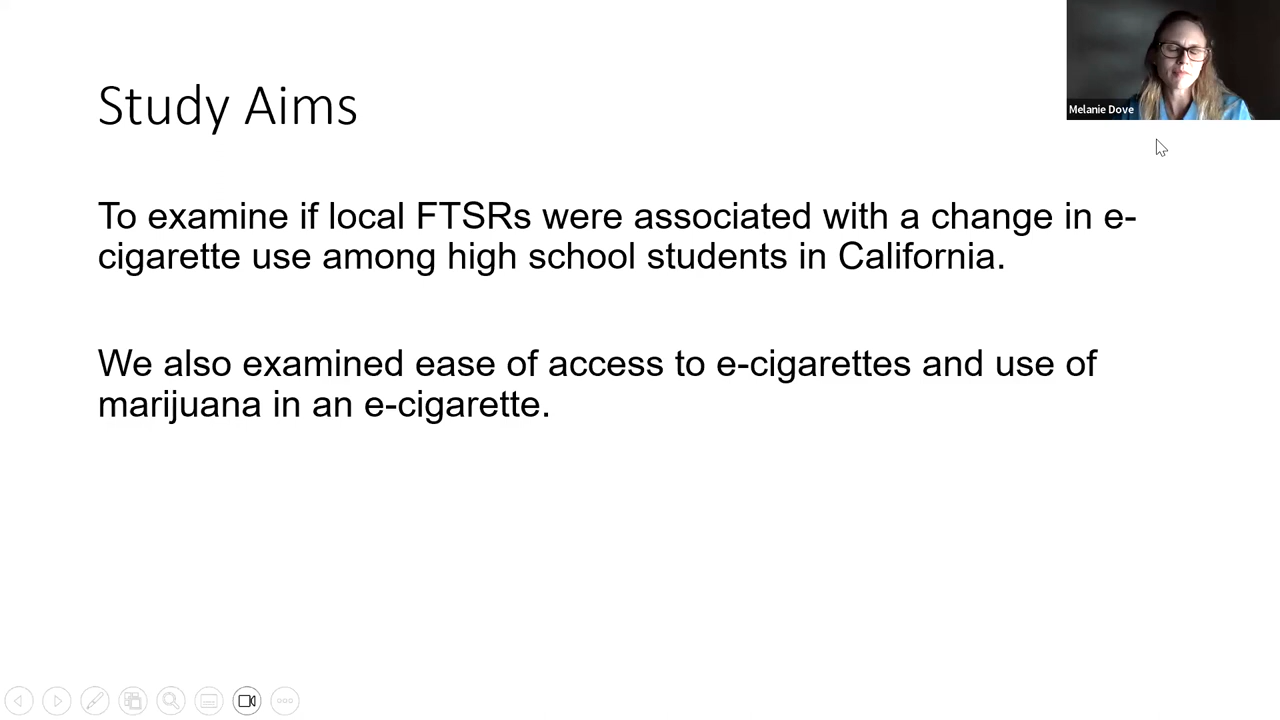 Study Aims
Melanie Dove
To examine if local FTSRs were associated with a change in e-
cigarette use among high school students in California.
We also examined ease of access to e-cigarettes and use of
marijuana in an e-cigarette.